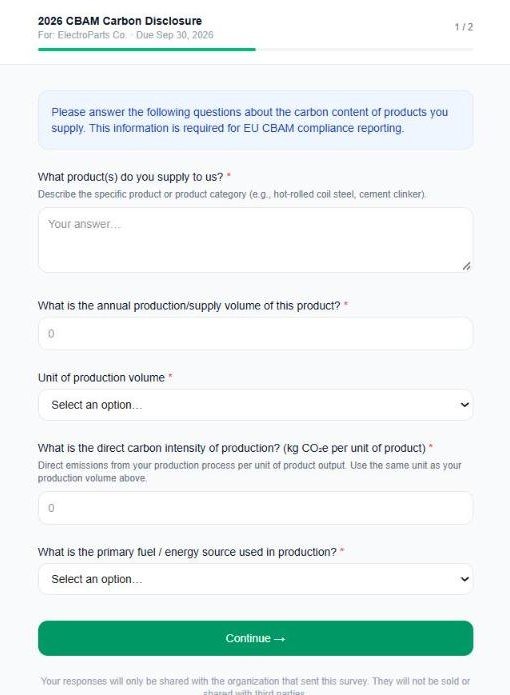 2026 CBAM Carbon Disclosure
For: ElectroParts Co. · Due Sep 30, 2026
1 / 2
Please answer the following questions about the carbon content of products you
supply. This information is required for EU CBAM compliance reporting.
What product(s) do you supply to us? *
Describe the specific product or product category (e.g., hot-rolled coil steel, cement clinker).
Your answer...
What is the annual production/supply volume of this product? *
0
Unit of production volume *
Select an option...
What is the direct carbon intensity of production? (kg CO₂e per unit of product) *
Direct emissions from your production process per unit of product output. Use the same unit as your
production volume above.
0
What is the primary fuel / energy source used in production? *
Select an option...
Continue →
Your responses will only be shared with the organization that sent this survey. They will not be sold or
shared with third parties.